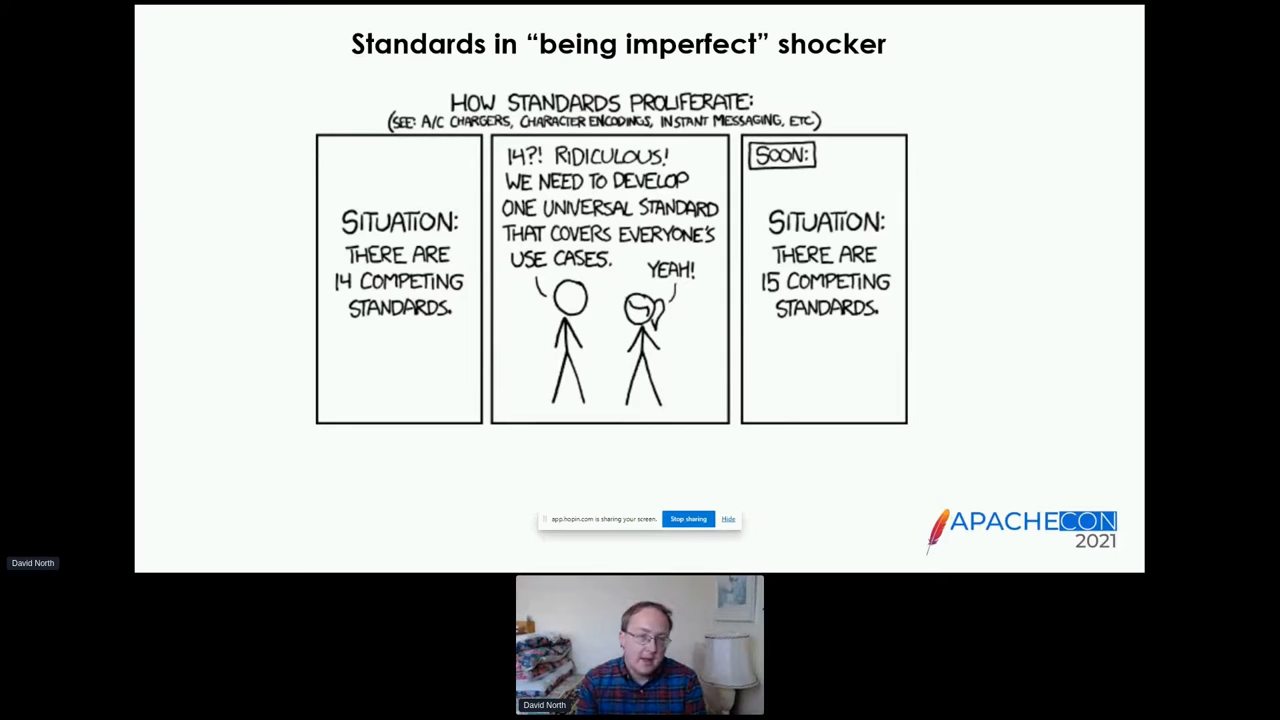 Standards in “being imperfect” shocker
HOW STANDARDS PROLIFERATE:
(SEE: A/C CHARGERS, CHARACTER ENCODINGS, INSTANT MESSAGING, ETC.)
SITUATION:
THERE ARE
14 COMPETING
STANDARDS.
14?! RIDICULOUS!
WE NEED TO DEVELOP
ONE UNIVERSAL STANDARD
THAT COVERS EVERYONE'S
USE CASES.
YEAH!
SOON:
SITUATION:
THERE ARE
15 COMPETING
STANDARDS.
app.hopin.com is sharing your screen. Stop sharing Hide
APACHECON
2021
David North
David North